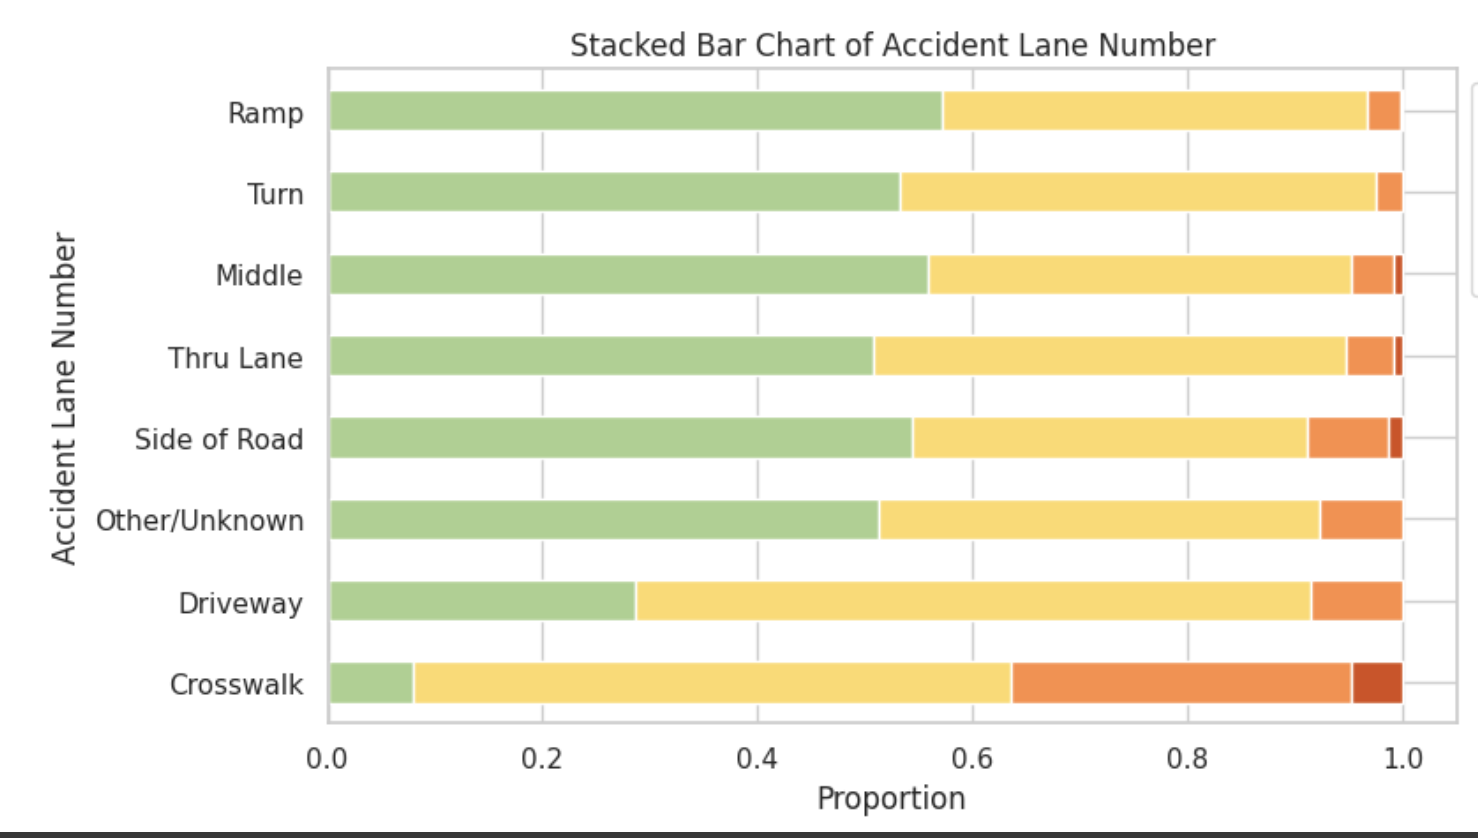 Stacked Bar Chart of Accident Lane Number
Accident Lane Number
Ramp
Turn
Middle
Thru Lane
Side of Road
Other/Unknown
Driveway
Crosswalk
0.0 0.2 0.4 0.6 0.8 1.0
Proportion